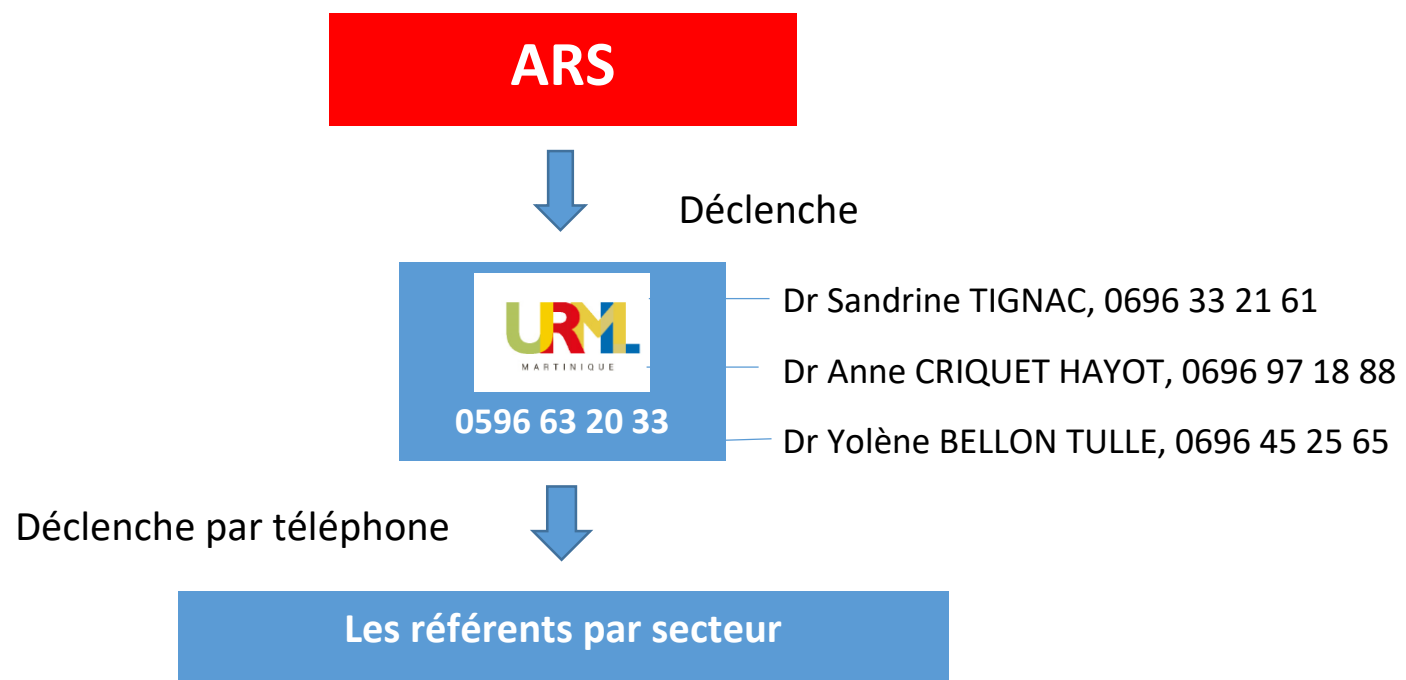 ARS
Déclenche
URML
MARTINIQUE
0596 63 20 33
Dr Sandrine TIGNAC, 0696 33 21 61
Dr Anne CRIQUET HAYOT, 0696 97 18 88
Dr Yolène BELLON TULLE, 0696 45 25 65
Déclenche par téléphone
Les référents par secteur